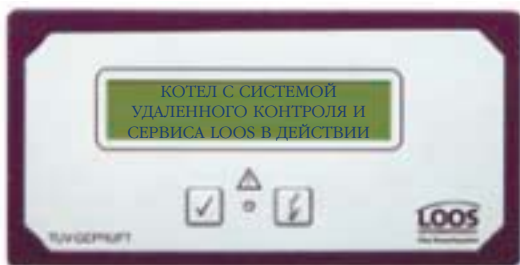 КОТЕЛ С СИСТЕМОЙ
УДАЛЕННОГО КОНТРОЛЯ И
СЕРВИСА LOOS В ДЕЙСТВИИ
LOOS
TÜV GEPRÜFT